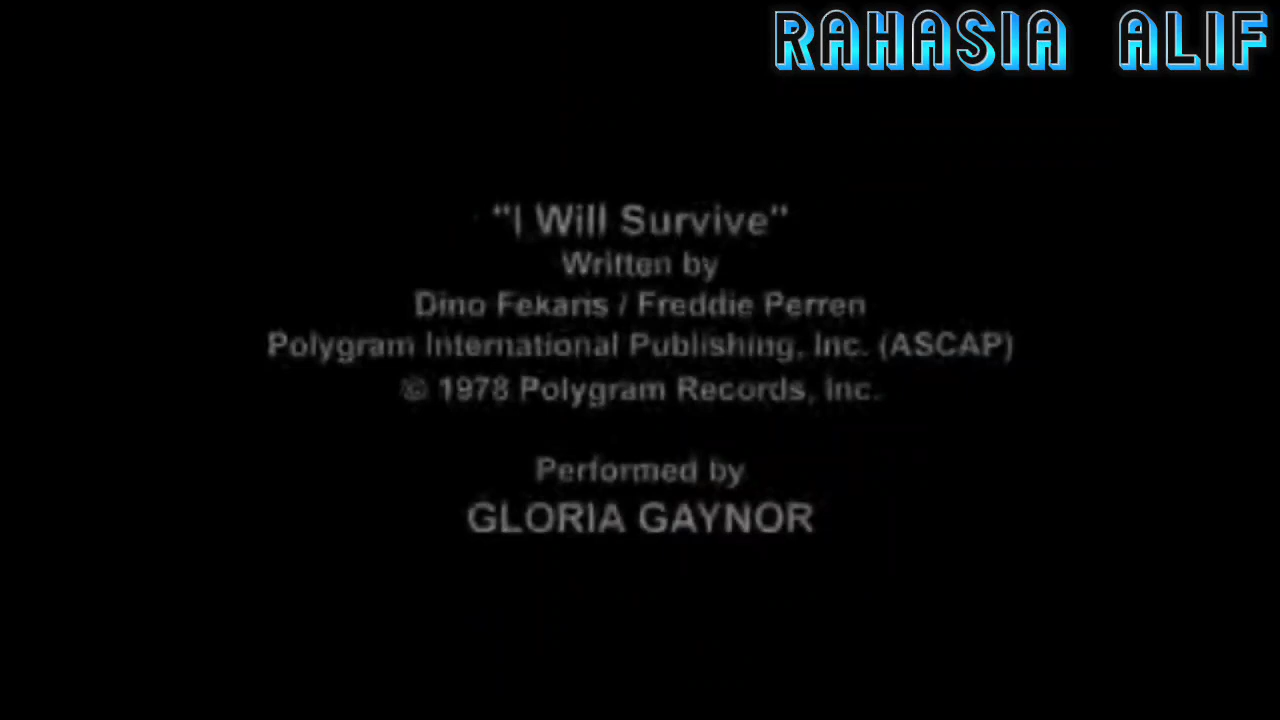 RAHASIA ALIF
"I Will Survive"
Written by
Dino Fekaris / Freddie Perren
Polygram International Publishing, Inc. (ASCAP)
© 1978 Polygram Records, Inc.
Performed by
GLORIA GAYNOR